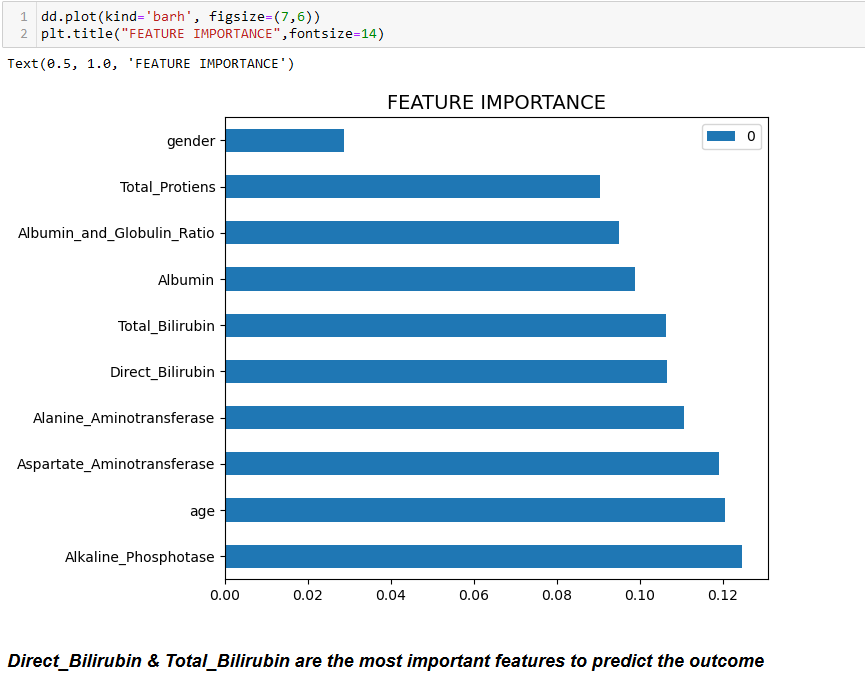 1 dd.plot(kind='barh', figsize=(7,6))
2 plt.title("FEATURE IMPORTANCE",fontsize=14)
Text(0.5, 1.0, 'FEATURE IMPORTANCE')
FEATURE IMPORTANCE
0
gender
Total_Protiens
Albumin_and_Globulin_Ratio
Albumin
Total_Bilirubin
Direct_Bilirubin
Alanine_Aminotransferase
Aspartate_Aminotransferase
age
Alkaline_Phosphotase
0.00 0.02 0.04 0.06 0.08 0.10 0.12
Direct_Bilirubin & Total_Bilirubin are the most important features to predict the outcome